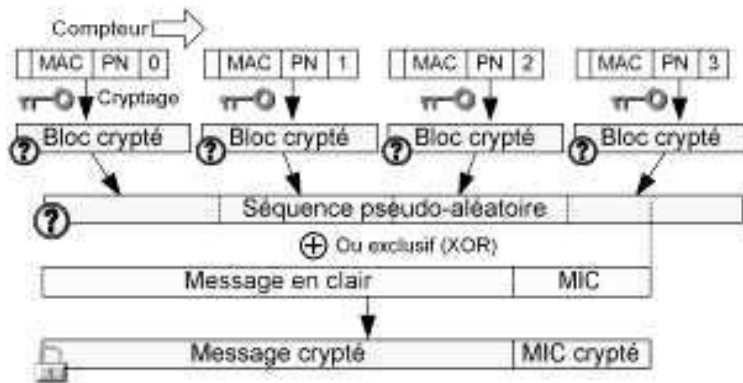 Compteur
MAC PN 0 MAC PN 1 MAC PN 2 MAC PN 3
Cryptage
Bloc crypté Bloc crypté Bloc crypté Bloc crypté
? ? ? ?
Séquence pséudo-aléatoire
?
Ou exclusif (XOR)
Message en clair MIC
Message crypté MIC crypté